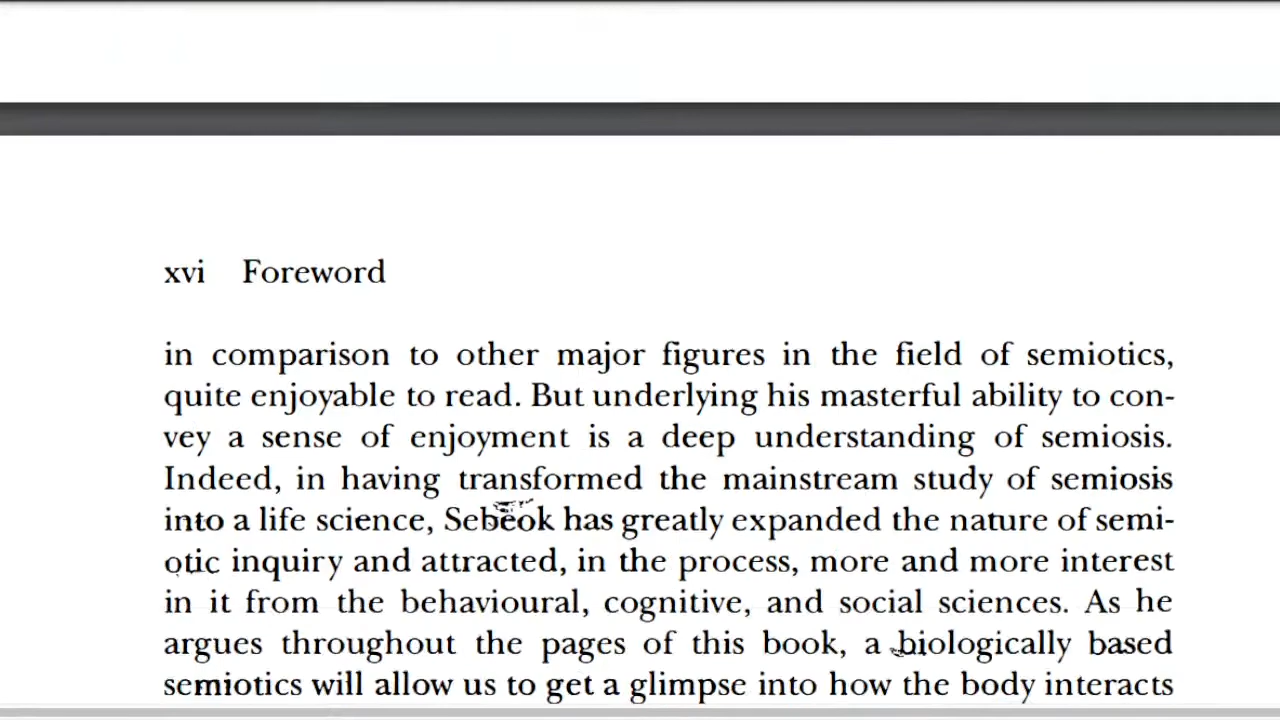 xvi Foreword
in comparison to other major figures in the field of semiotics,
quite enjoyable to read. But underlying his masterful ability to con-
vey a sense of enjoyment is a deep understanding of semiosis.
Indeed, in having transformed the mainstream study of semiosis
into a life science, Sebeok has greatly expanded the nature of semi-
otic inquiry and attracted, in the process, more and more interest
in it from the behavioural, cognitive, and social sciences. As he
argues throughout the pages of this book, a biologically based
semiotics will allow us to get a glimpse into how the body interacts